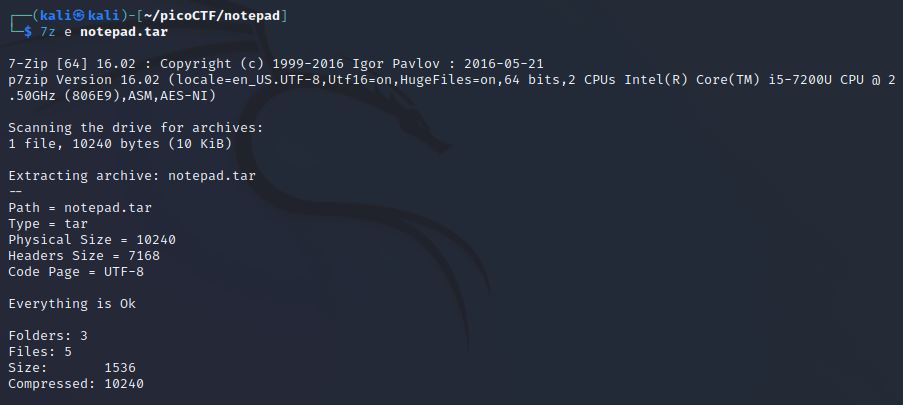 ┌──(kali㉿kali)-[~/picoCTF/notepad]
└─$ 7z e notepad.tar
7-Zip [64] 16.02 : Copyright (c) 1999-2016 Igor Pavlov : 2016-05-21
p7zip Version 16.02 (locale=en_US.UTF-8,Utf16=on,HugeFiles=on,64 bits,2 CPUs Intel(R) Core(TM) i5-7200U CPU @ 2
.50GHz (806E9),ASM,AES-NI)
Scanning the drive for archives:
1 file, 10240 bytes (10 KiB)
Extracting archive: notepad.tar
--
Path = notepad.tar
Type = tar
Physical Size = 10240
Headers Size = 7168
Code Page = UTF-8
Everything is Ok
Folders: 3
Files: 5
Size:       1536
Compressed: 10240